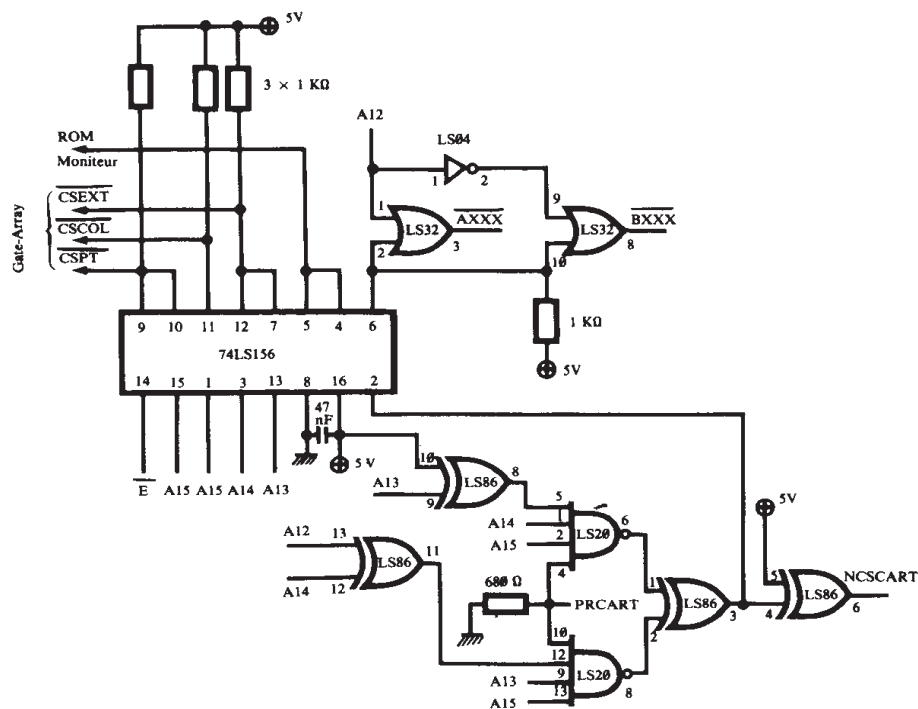 5V
3 × 1 KΩ
A12
ROM
Moniteur
LS04
1
2
Gate-Array
CSEXT
CSCOL
CSPT
1
LS32
AXXX
2
3
9
LS32
BXXX
10
8
9 10 11 12 7 5 4 6
74LS156
14 15 1 3 13 8 16 2
1 KΩ
5V
47
nF
5 V
E A15 A15 A14 A13
10
LS86
8
A13
9
5V
A12 13
LS86
11
A14 12
5
A14 1
LS20
6
A15 2
4
680 Ω
PRCART
1
LS86
3
2
5
LS86
NCSCART
4
6
10
12
LS20
A13 9
8
A15 13